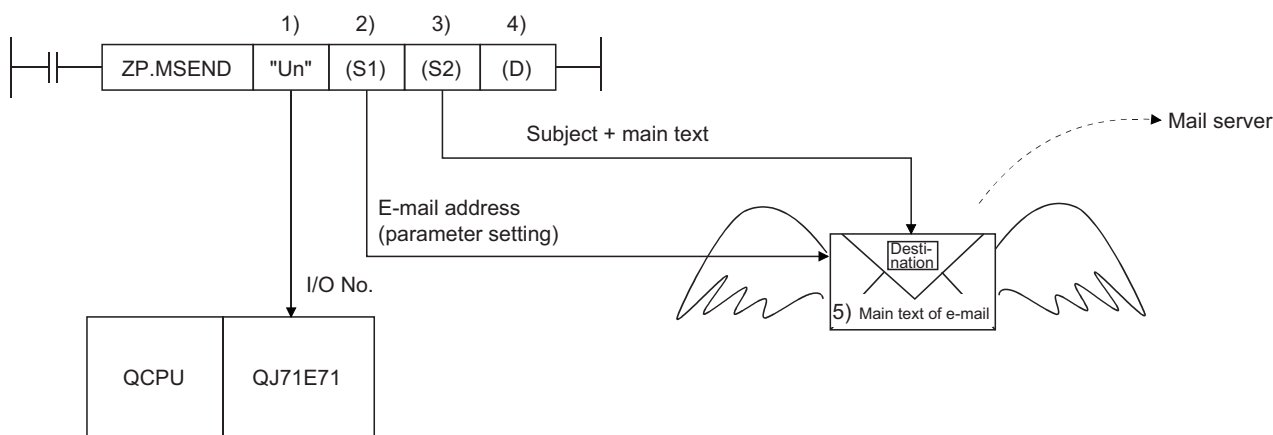 1) 2) 3) 4)
ZP.MSEND "Un" (S1) (S2) (D)
Subject + main text
Mail server
E-mail address
(parameter setting)
Desti-
nation
I/O No.
5) Main text of e-mail
QCPU QJ71E71